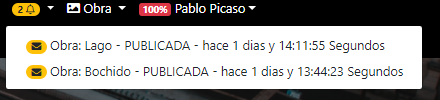 2 Obra 100% Pablo Picaso
Obra: Lago - PUBLICADA - hace 1 dias y 14:11:55 Segundos
Obra: Bochido - PUBLICADA - hace 1 dias y 13:44:23 Segundos